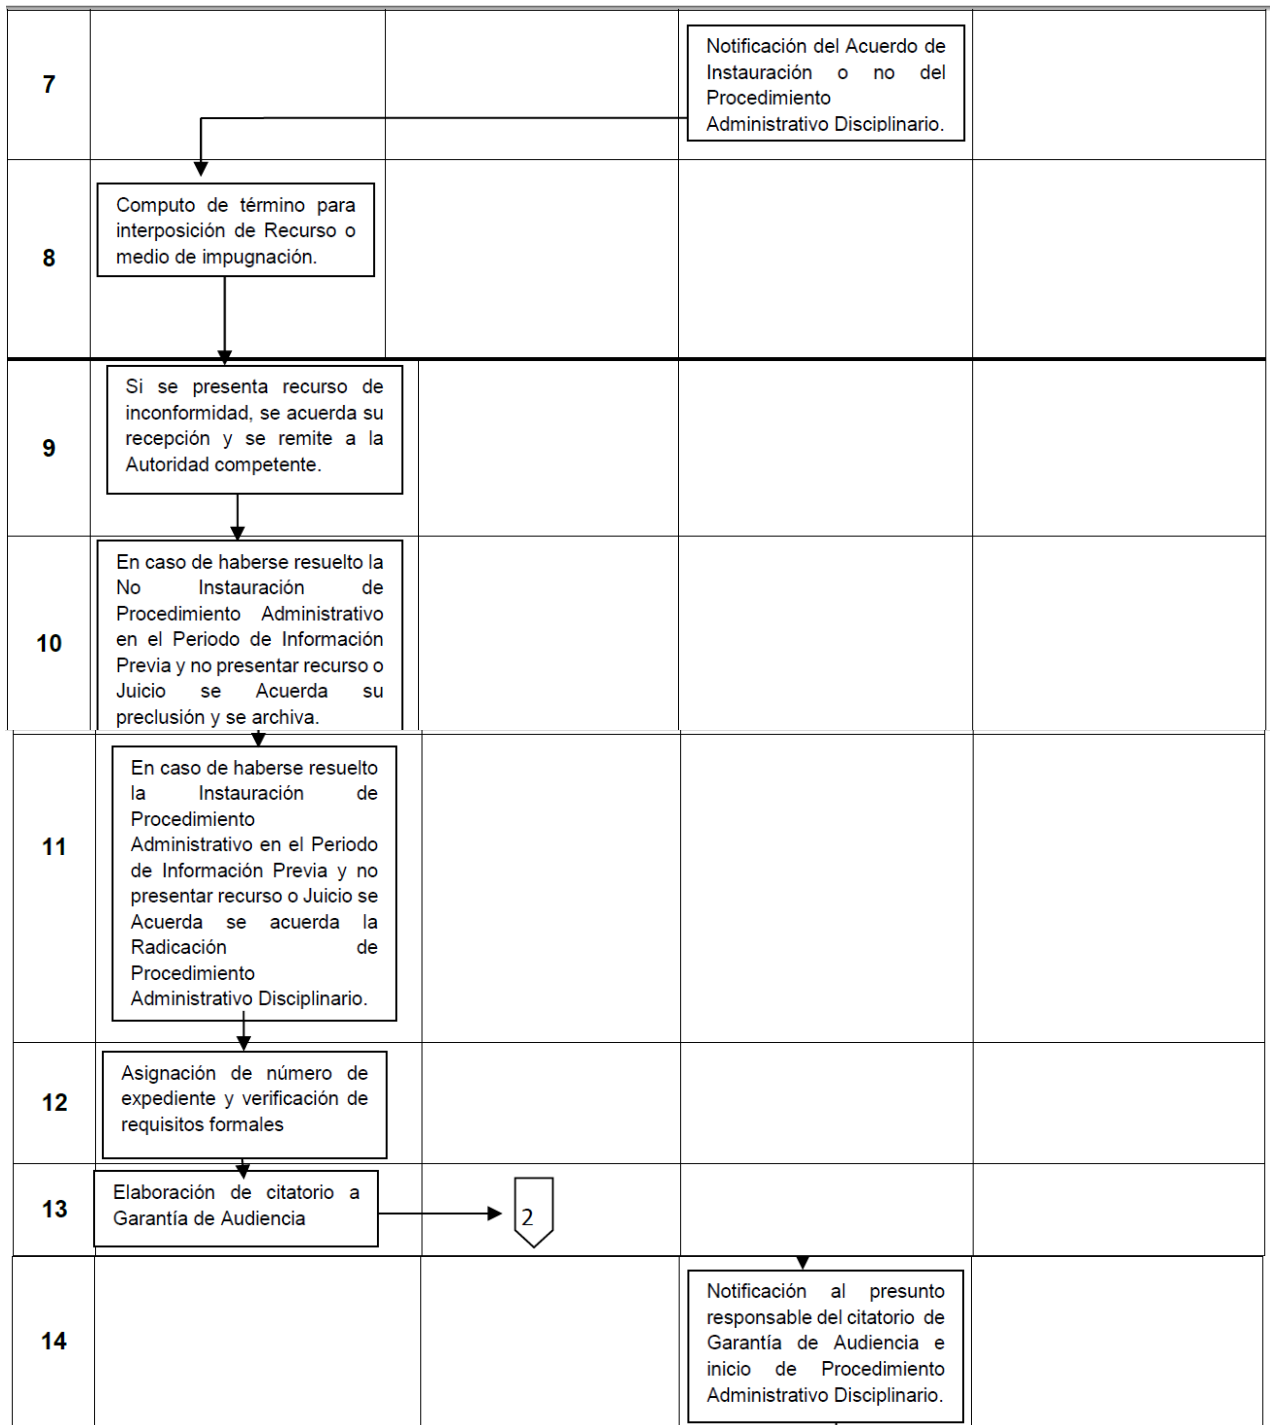 7
Notificación del Acuerdo de
Instauración o no del
Procedimiento
Administrativo Disciplinario.
8
Computo de término para
interposición de Recurso o
medio de impugnación.
9
Si se presenta recurso de
inconformidad, se acuerda su
recepción y se remite a la
Autoridad competente.
10
En caso de haberse resuelto la
No Instauración de
Procedimiento Administrativo
en el Periodo de Información
Previa y no presentar recurso o
Juicio se Acuerda su
preclusión y se archiva.
11
En caso de haberse resuelto
la Instauración de
Procedimiento
Administrativo en el Periodo
de Información Previa y no
presentar recurso o Juicio se
Acuerda se acuerda la
Radicación de
Procedimiento
Administrativo Disciplinario.
12
Asignación de número de
expediente y verificación de
requisitos formales
13
Elaboración de citatorio a
Garantía de Audiencia
2
14
Notificación al presunto
responsable del citatorio de
Garantía de Audiencia e
inicio de Procedimiento
Administrativo Disciplinario.